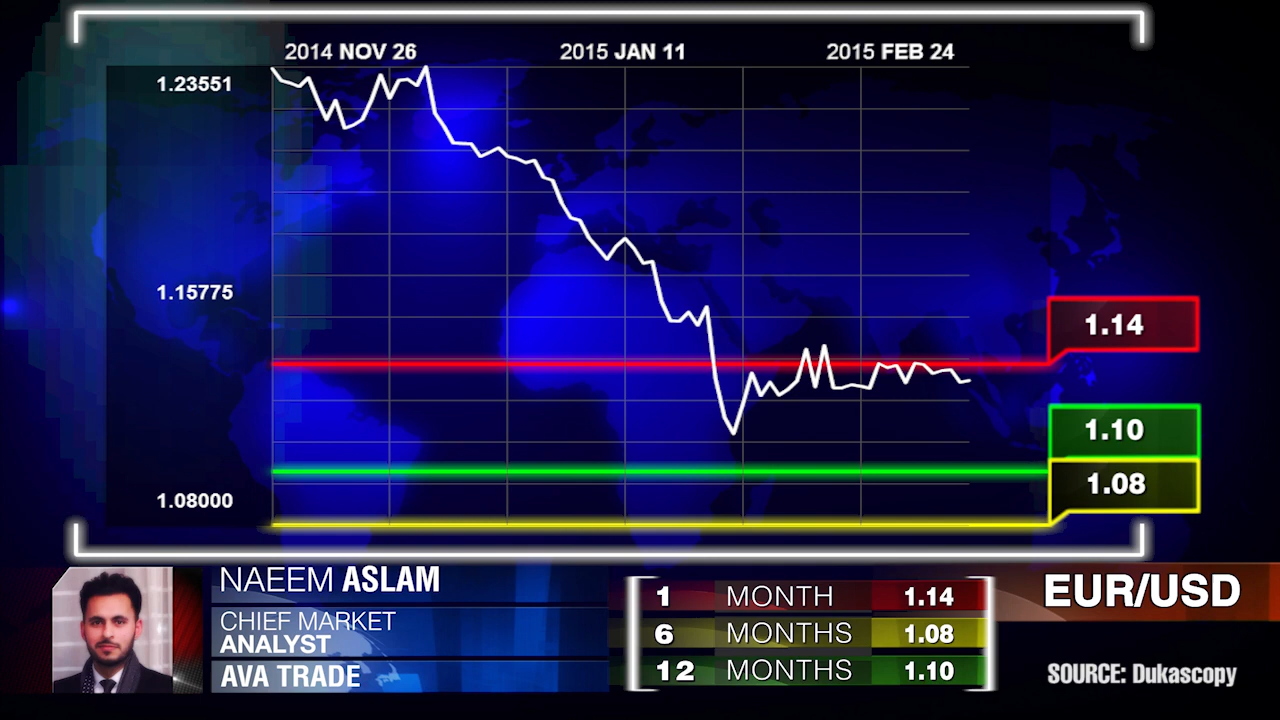 2014 NOV 26
2015 JAN 11
2015 FEB 24
1.23551
1.15775
1.08000
1.14
1.10
1.08
NAEEM ASLAM
CHIEF MARKET
ANALYST
AVA TRADE
1 MONTH 1.14
6 MONTHS 1.08
12 MONTHS 1.10
EUR/USD
SOURCE: Dukascopy